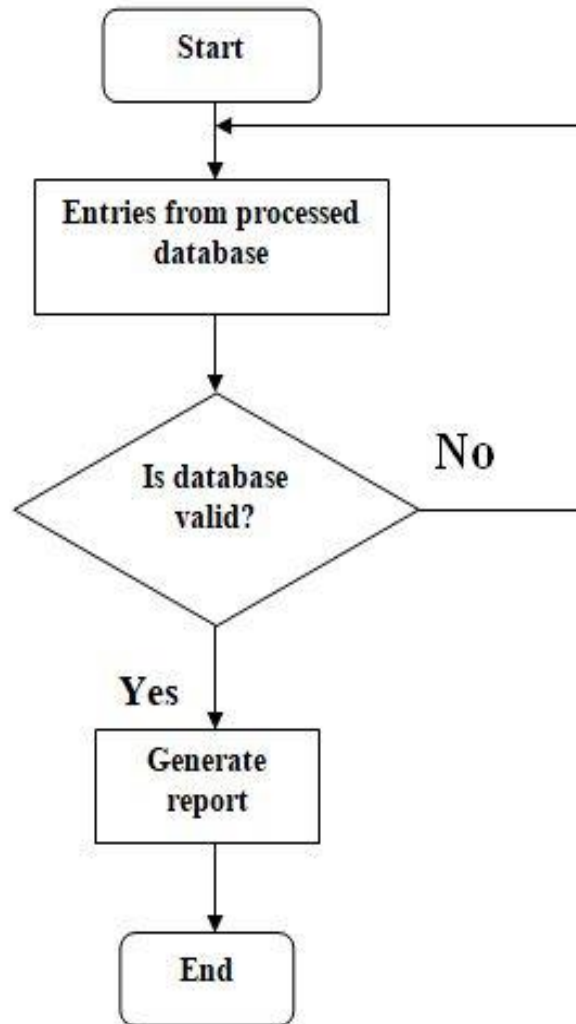 Start
Entries from processed
database
Is database
valid?
No
Yes
Generate
report
End